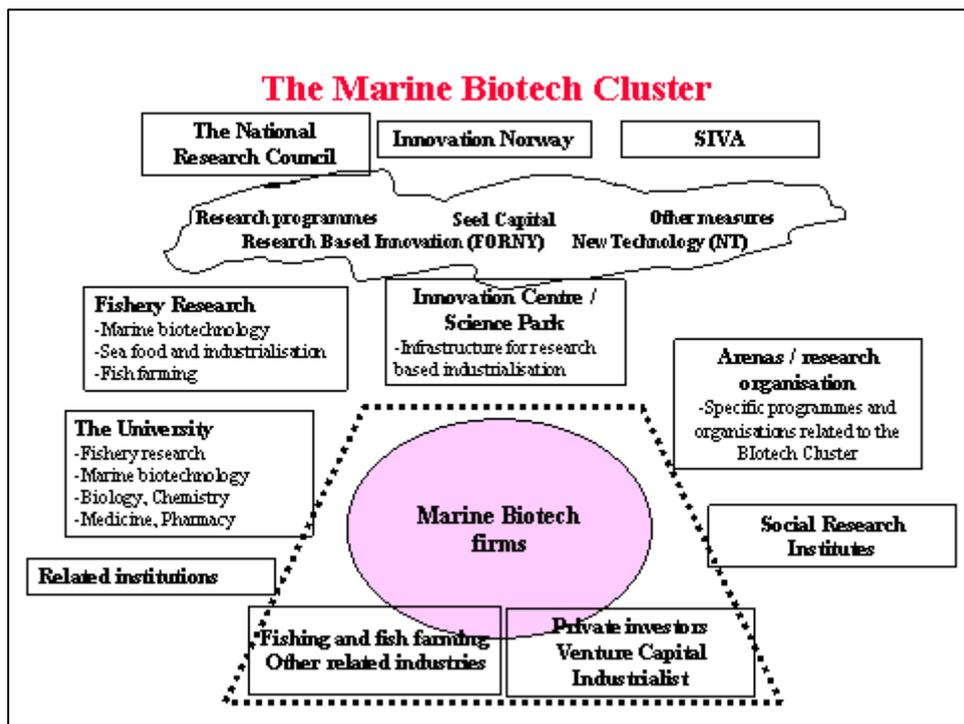 The Marine Biotech Cluster
The National
Research Council
Innovation Norway
SIVA
Research programmes
Seed Capital
Other measures
Research Based Innovation (FORNY)
New Technology (NT)
Fishery Research
-Marine biotechnology
-Sea food and industrialisation
-Fish farming
Innovation Centre /
Science Park
-Infrastructure for research
based industrialisation
Arenas / research
organisation
-Specific programmes and
organisations related to the
BIotech Cluster
The University
-Fishery research
-Marine biotechnology
-Biology, Chemistry
-Medicine, Pharmacy
Marine Biotech
firms
Social Research
Institutes
Related institutions
Fishing and fish farming
Other related industries
Private investors
Venture Capital
Industrialist